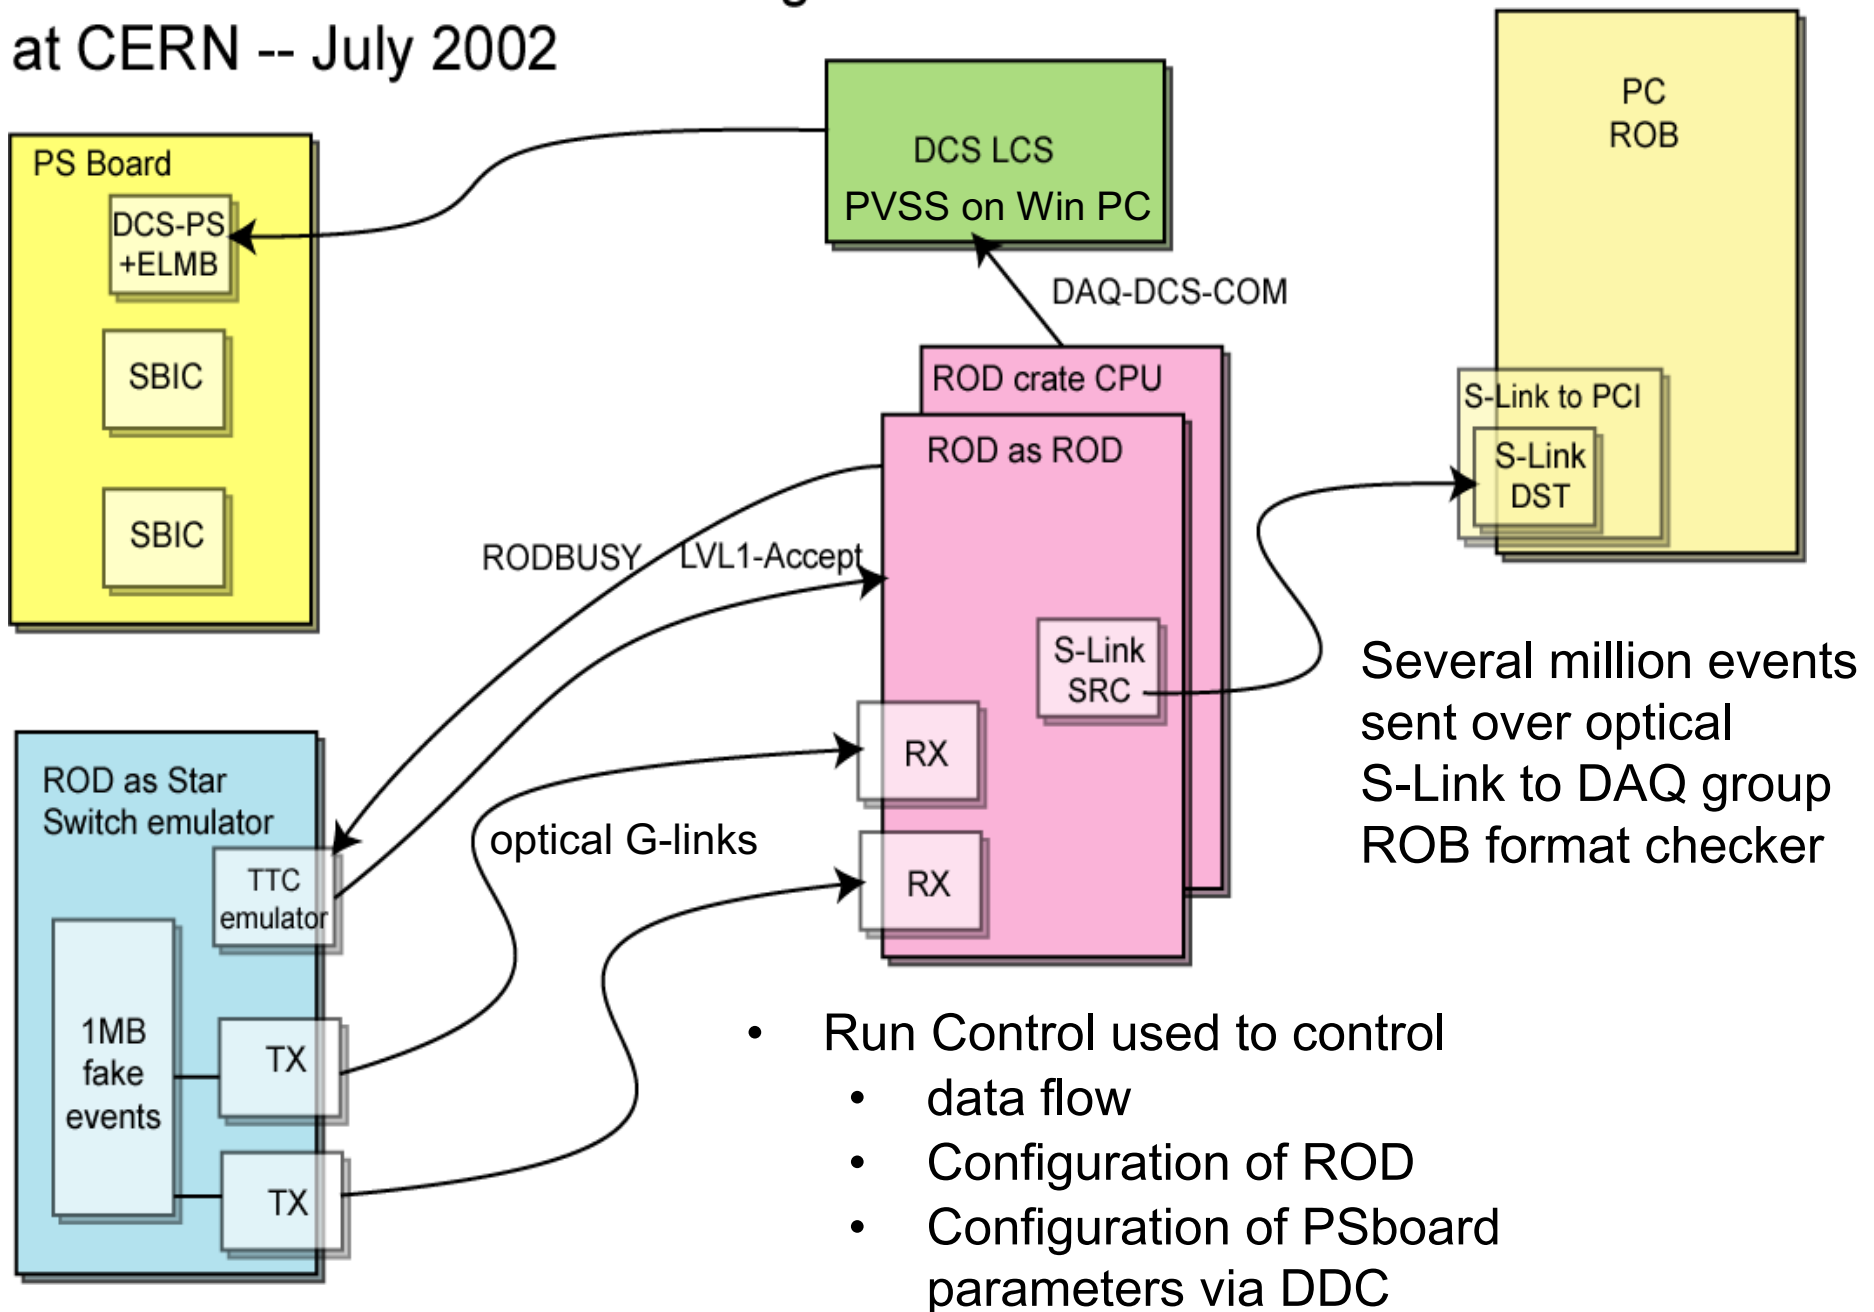 at CERN -- July 2002
PS Board
DCS-PS
+ELMB
SBIC
SBIC
DCS LCS
PVSS on Win PC
DAQ-DCS-COM
PC
ROB
S-Link to PCI
S-Link
DST
ROD crate CPU
ROD as ROD
RODBUSY
LVL1-Accept
S-Link
SRC
RX
RX
Several million events
sent over optical
S-Link to DAQ group
ROB format checker
ROD as Star
Switch emulator
TTC
emulator
optical G-links
1MB
fake
events
TX
TX
• Run Control used to control
• data flow
• Configuration of ROD
• Configuration of PSboard
parameters via DDC